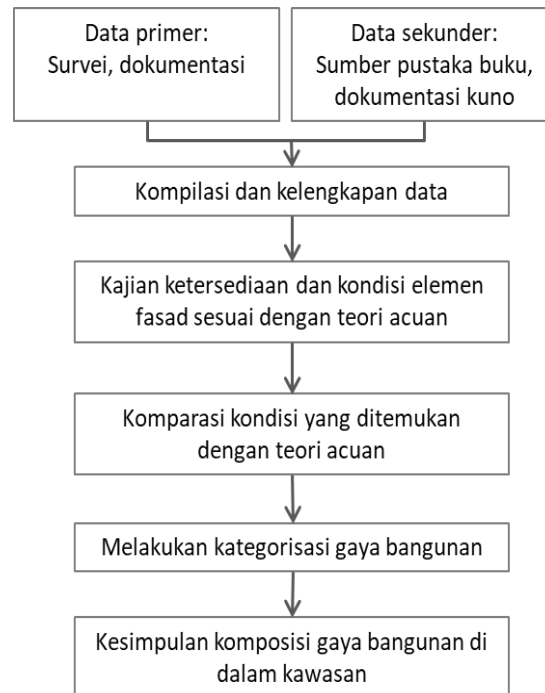 Data primer:
Survei, dokumentasi
Data sekunder:
Sumber pustaka buku,
dokumentasi kuno
Kompilasi dan kelengkapan data
Kajian ketersediaan dan kondisi elemen
fasad sesuai dengan teori acuan
Komparasi kondisi yang ditemukan
dengan teori acuan
Melakukan kategorisasi gaya bangunan
Kesimpulan komposisi gaya bangunan di
dalam kawasan